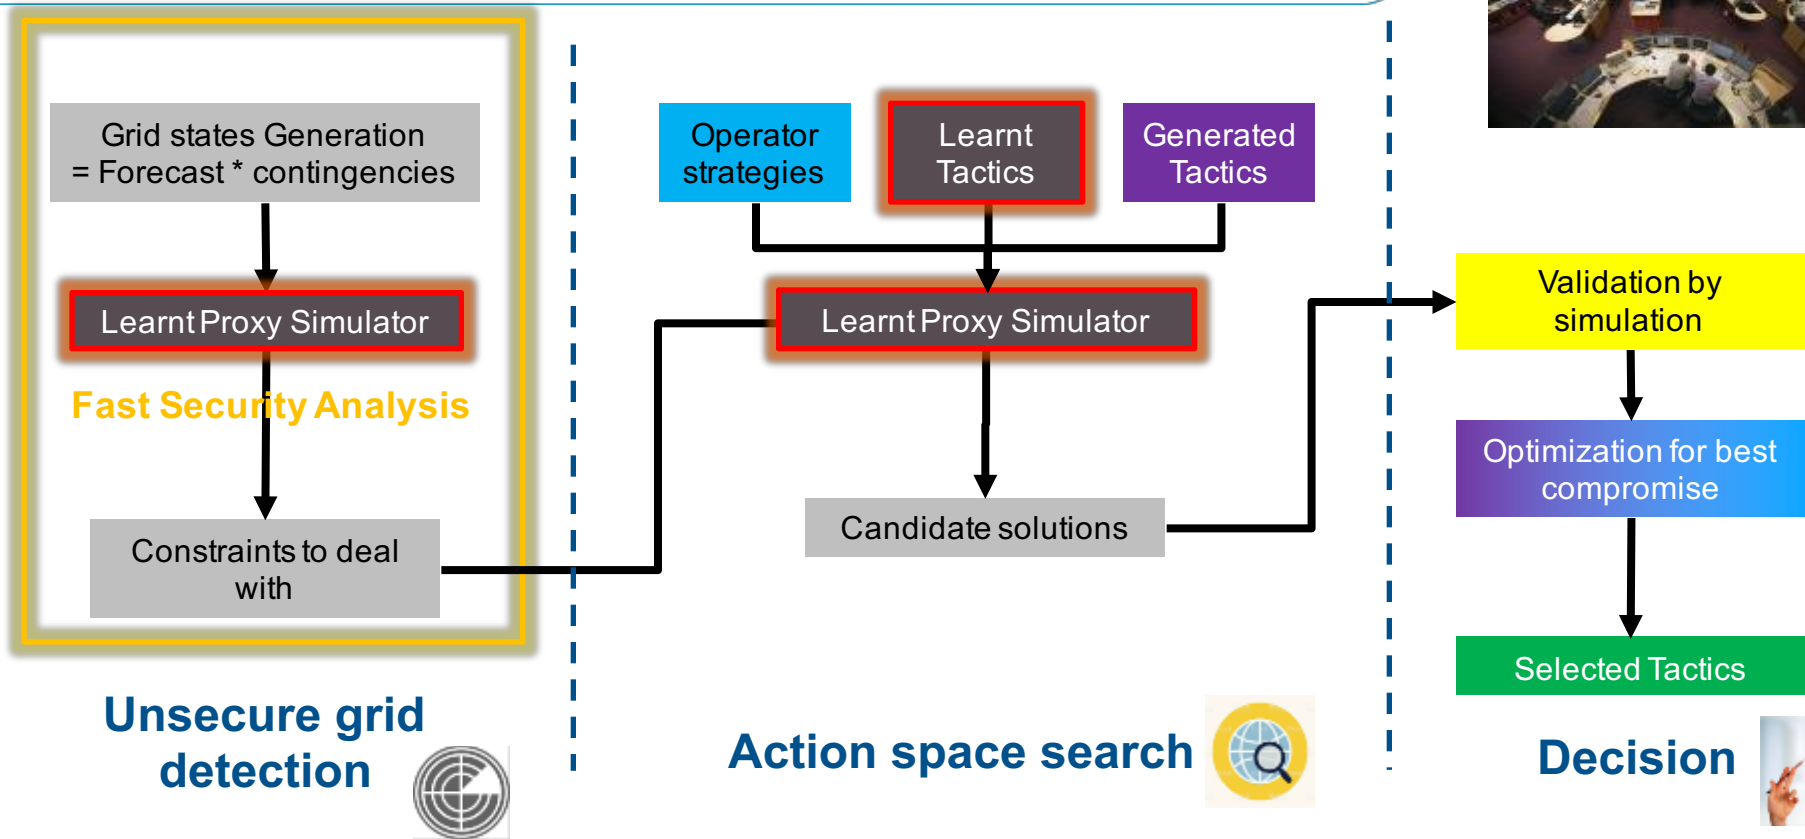 Grid states Generation
= Forecast * contingencies
Learnt Proxy Simulator
Fast Security Analysis
Constraints to deal
with
Unsecure grid
detection
Operator
strategies
Learnt
Tactics
Generated
Tactics
Learnt Proxy Simulator
Candidate solutions
Action space search
Validation by
simulation
Optimization for best
compromise
Selected Tactics
Decision